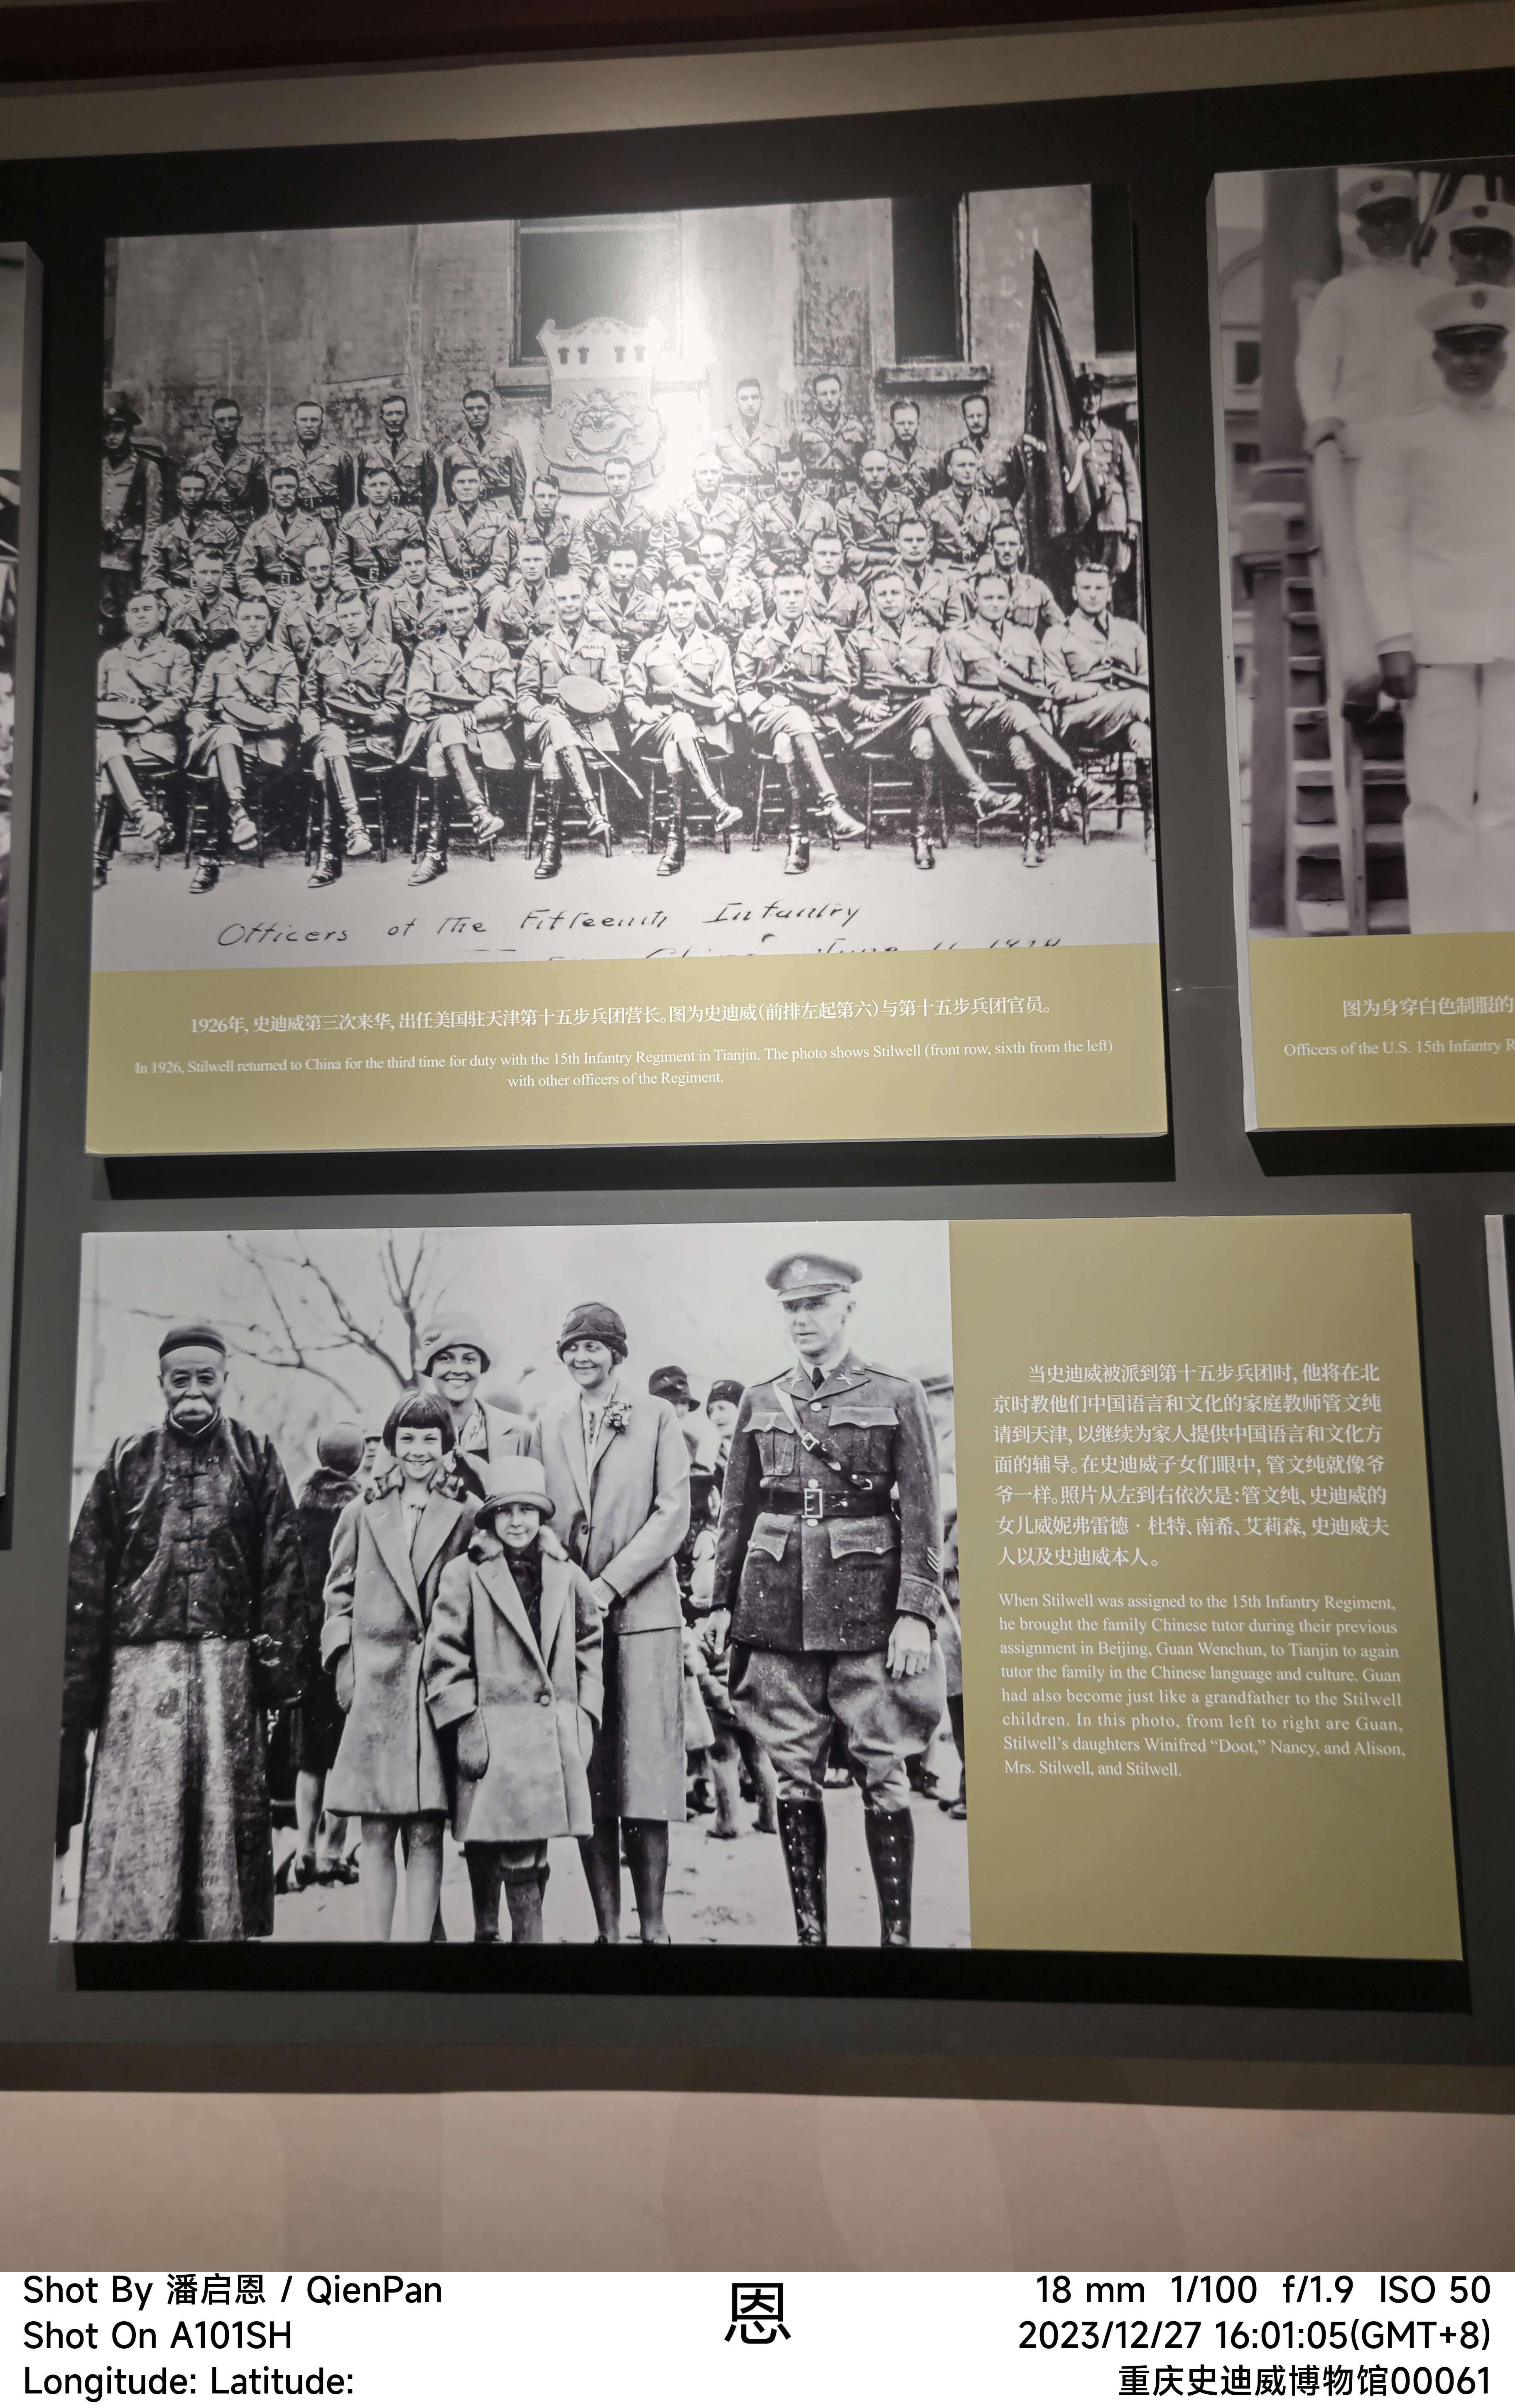 Officers of The Fifteenth Infantry
China June 11 1928
1926年, 史迪威第三次来华, 出任美国驻天津第十五步兵团营长。图为史迪威(前排左起第六)与第十五步兵团官员。
In 1926, Stilwell returned to China for the third time for duty with the 15th Infantry Regiment in Tianjin. The photo shows Stilwell (front row, sixth from the left)
with other officers of the Regiment.
图为身穿白色制服的
Officers of the U.S. 15th Infantry R
当史迪威被派到第十五步兵团时, 他将在北
京时教他们中国语言和文化的家庭教师管文纯
请到天津, 以继续为家人提供中国语言和文化方
面的辅导。在史迪威子女们眼中, 管文纯就像爷
爷一样。照片从左到右依次是:管文纯、史迪威的
女儿威妮弗雷德 · 杜特、南希、艾莉森, 史迪威夫
人以及史迪威本人。
When Stilwell was assigned to the 15th Infantry Regiment,
he brought the family Chinese tutor during their previous
assignment in Beijing, Guan Wenchun, to Tianjin to again
tutor the family in the Chinese language and culture. Guan
had also become just like a grandfather to the Stilwell
children. In this photo, from left to right are Guan,
Stilwell's daughters Winifred “Doot,” Nancy, and Alison,
Mrs. Stilwell, and Stilwell.
Shot By 潘启恩 / QienPan
Shot On A101SH
Longitude: Latitude:
恩
18 mm 1/100 f/1.9 ISO 50
2023/12/27 16:01:05(GMT+8)
重庆史迪威博物馆00061